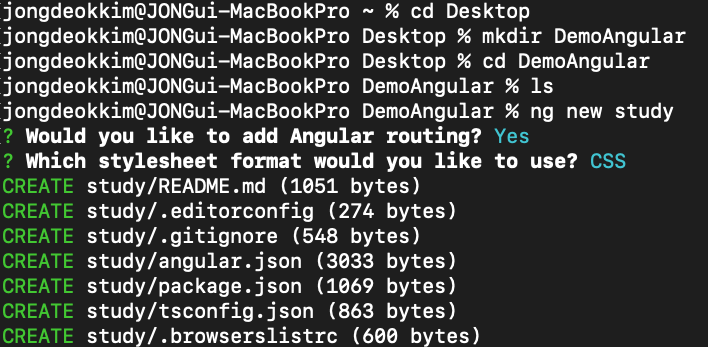 jongdeokkim@JONGui-MacBookPro ~ % cd Desktop
jongdeokkim@JONGui-MacBookPro Desktop % mkdir DemoAngular
jongdeokkim@JONGui-MacBookPro Desktop % cd DemoAngular
jongdeokkim@JONGui-MacBookPro DemoAngular % ls
jongdeokkim@JONGui-MacBookPro DemoAngular % ng new study
? Would you like to add Angular routing? Yes
? Which stylesheet format would you like to use? CSS
CREATE study/README.md (1051 bytes)
CREATE study/.editorconfig (274 bytes)
CREATE study/.gitignore (548 bytes)
CREATE study/angular.json (3033 bytes)
CREATE study/package.json (1069 bytes)
CREATE study/tsconfig.json (863 bytes)
CREATE study/.browserslistrc (600 bytes)